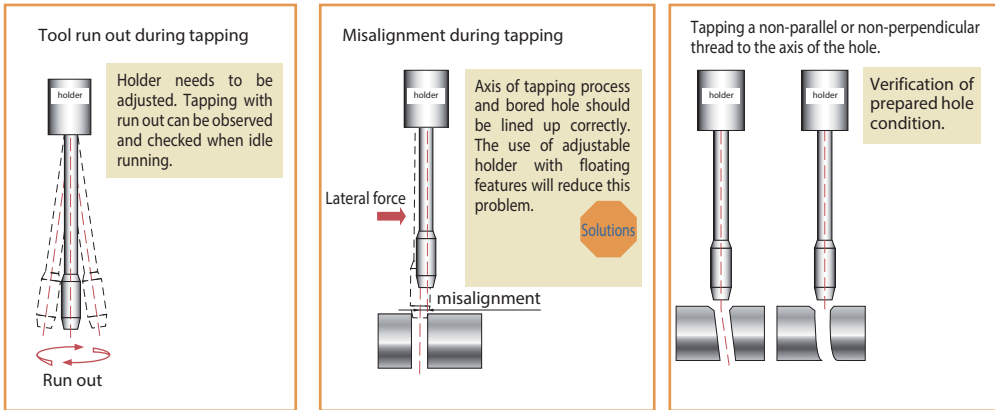 Tool run out during tapping
holder
Holder needs to be
adjusted. Tapping with
run out can be observed
and checked when idle
running.
Run out
Misalignment during tapping
holder
Axis of tapping process
and bored hole should
be lined up correctly.
The use of adjustable
holder with floating
features will reduce this
problem.
Solutions
Lateral force
misalignment
Tapping a non-parallel or non-perpendicular
thread to the axis of the hole.
holder
holder
Verification of
prepared hole
condition.